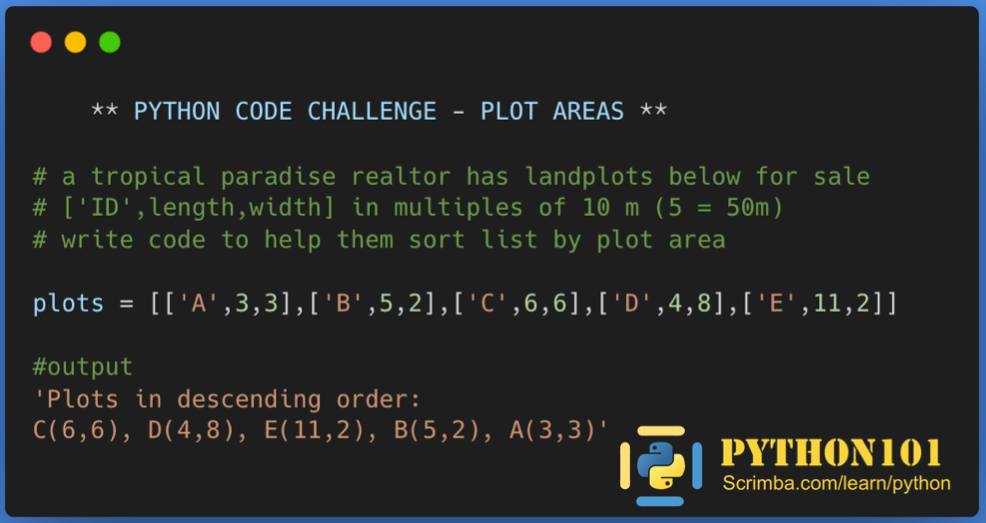 ** PYTHON CODE CHALLENGE – PLOT AREAS **
# a tropical paradise realtor has landplots below for sale
# ['ID',length,width] in multiples of 10 m (5 = 50m)
# write code to help them sort list by plot area
plots = [['A',3,3],['B',5,2],['C',6,6],['D',4,8],['E',11,2]]
#output
'Plots in descending order:
C(6,6), D(4,8), E(11,2), B(5,2), A(3,3)'
PYTHON101
Scrimba.com/learn/python